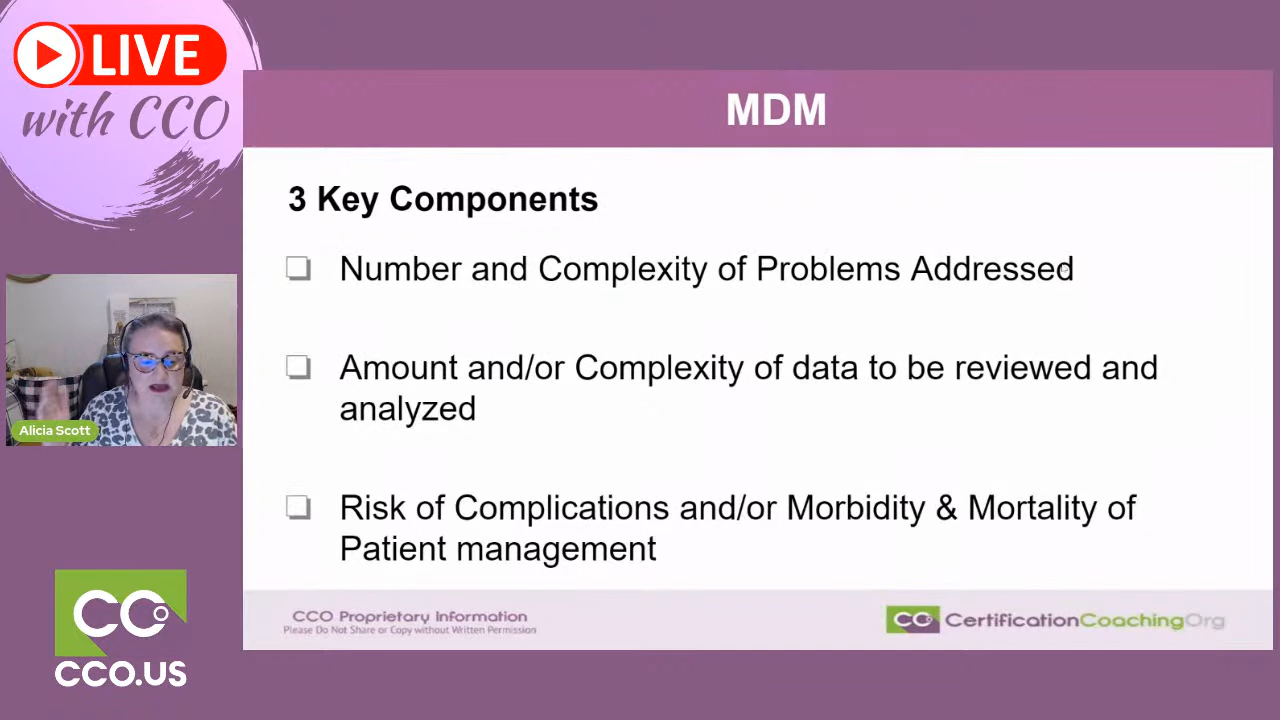 LIVE
with CCO
MDM
3 Key Components
Number and Complexity of Problems Addressed
Amount and/or Complexity of data to be reviewed and
analyzed
Risk of Complications and/or Morbidity & Mortality of
Patient management
Alicia Scott
CCO
CCO.US
CCO Proprietary Information
Please Do Not Share or Copy without Written Permission
CCO CertificationCoachingOrg